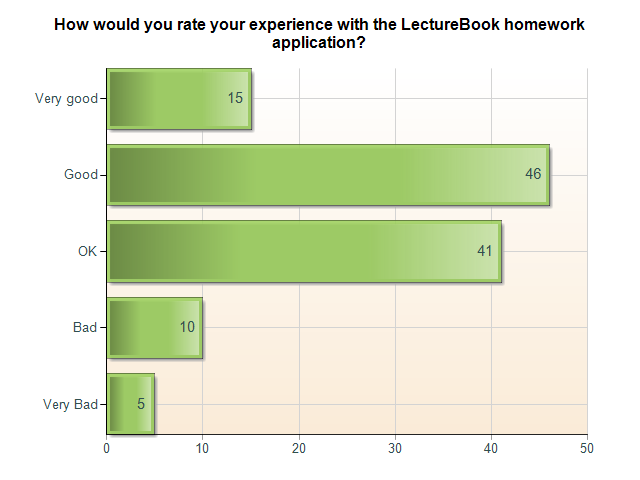 How would you rate your experience with the LectureBook homework
application?
Very good 15
Good 46
OK 41
Bad 10
Very Bad 5
0 10 20 30 40 50